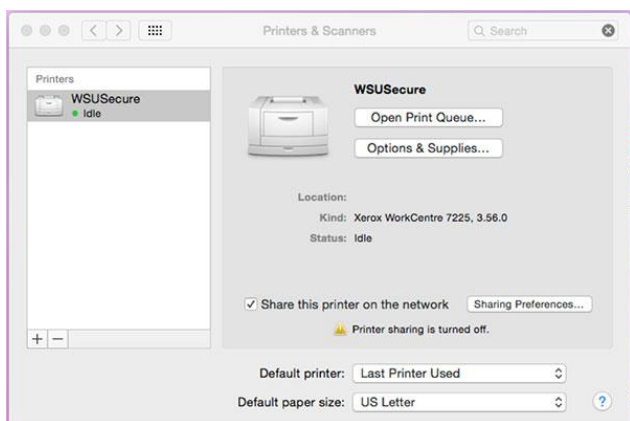 Printers & Scanners
Search
Printers
WSUSecure
Idle
WSUSecure
Open Print Queue...
Options & Supplies...
Location:
Kind: Xerox WorkCentre 7225, 3.56.0
Status: Idle
Share this printer on the network Sharing Preferences...
Printer sharing is turned off.
+ −
Default printer: Last Printer Used
Default paper size: US Letter
?